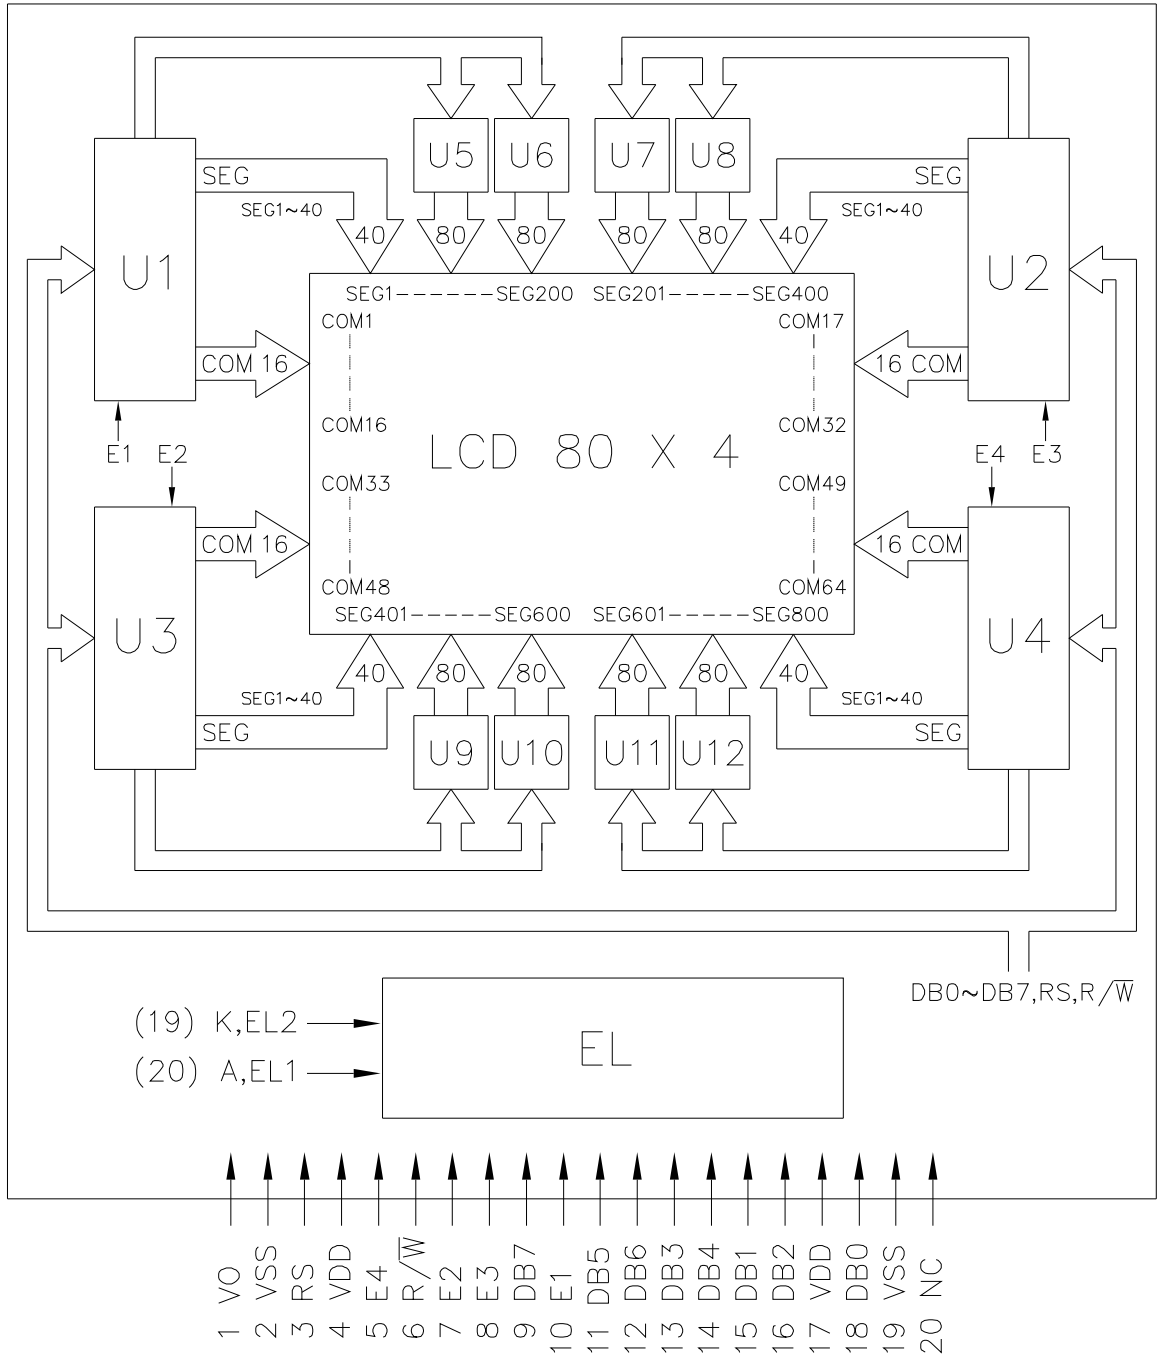 U5 U6 U7 U8
SEG SEG
SEG1~40 SEG1~40
40 80 80 80 80 40
U1 U2
SEG1------SEG200 SEG201------SEG400
COM1 COM17
COM 16 16 COM
COM16 COM32
E1 E2 LCD 80 X 4 E4 E3
COM33 COM49
COM 16 16 COM
COM48 COM64
SEG401------SEG600 SEG601------SEG800
U3 U4
40 80 80 80 80 40
SEG1~40 SEG1~40
SEG SEG
U9 U10 U11 U12
DB0~DB7,RS,R/W̅
(19) K,EL2
EL
(20) A,EL1
1 VO
2 VSS
3 RS
4 VDD
5 E4
6 R/W̅
7 E2
8 E3
9 DB7
10 E1
11 DB5
12 DB6
13 DB3
14 DB4
15 DB1
16 DB2
17 VDD
18 DB0
19 VSS
20 NC